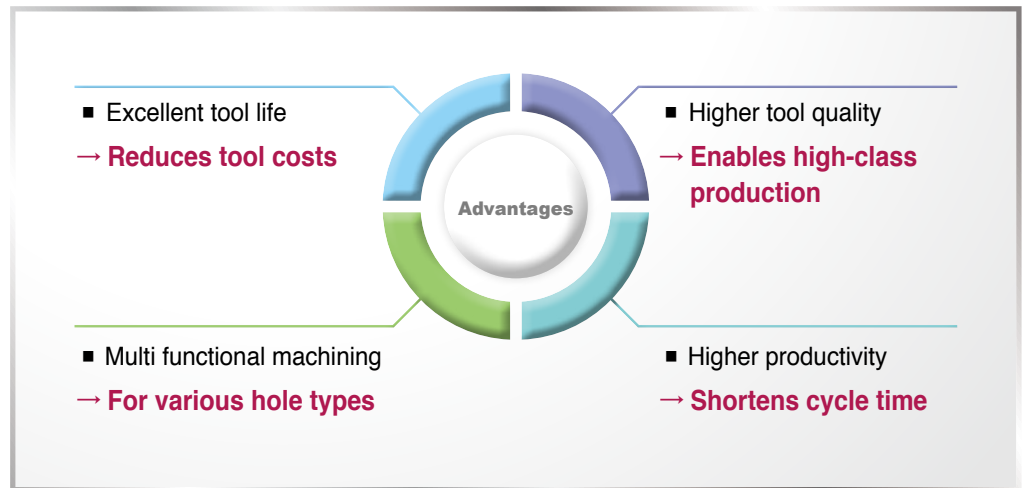 ■ Excellent tool life
→ Reduces tool costs
■ Higher tool quality
→ Enables high-class
production
Advantages
■ Multi functional machining
→ For various hole types
■ Higher productivity
→ Shortens cycle time